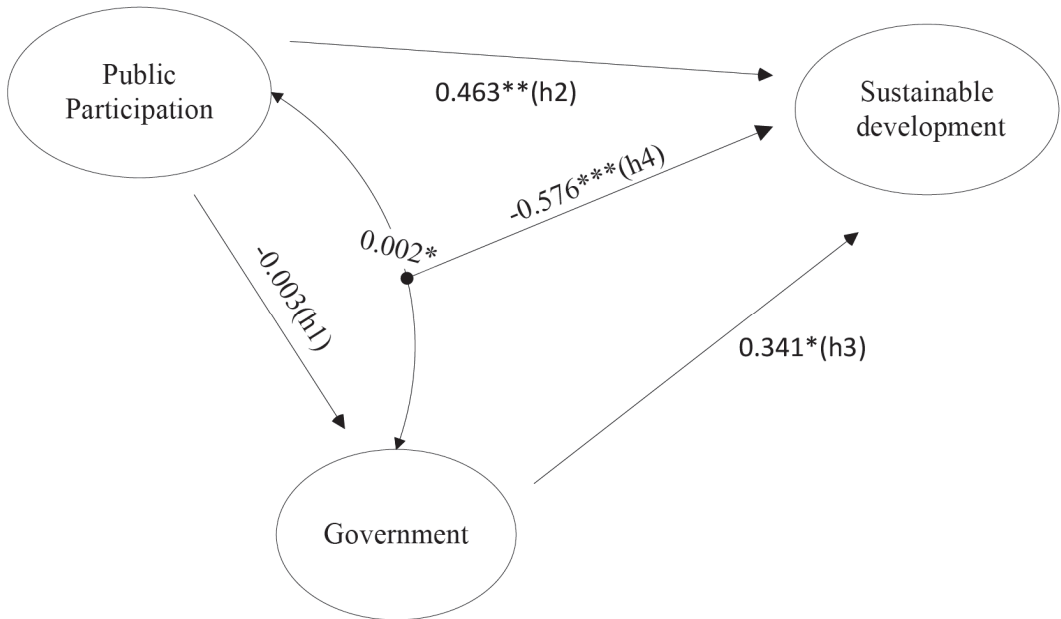 Public
Participation
0.463**(h2)
Sustainable
development
-0.576***(h4)
0.002*
-0.003(h1)
0.341*(h3)
Government